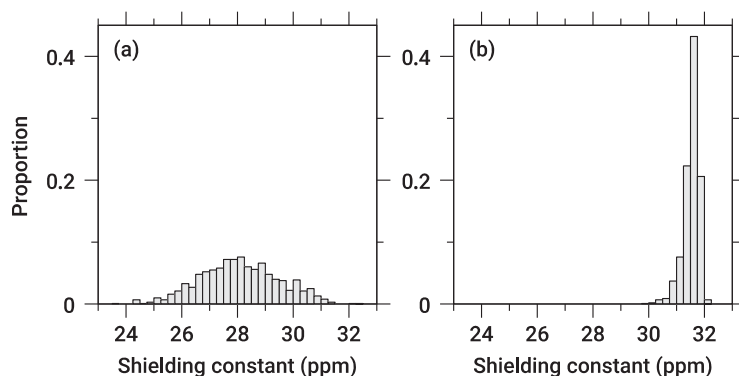 (a)
0.4
0.2
0
Proportion
24 26 28 30 32
Shielding constant (ppm)
(b)
0.4
0.2
0
24 26 28 30 32
Shielding constant (ppm)